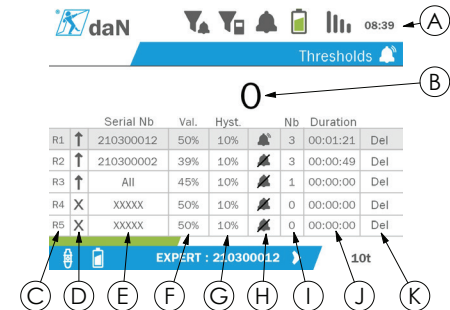 daN 08:39 A
Thresholds
0 B
Serial Nb Val. Hyst. Nb Duration
R1 ↑ 210300012 50% 10% 3 00:01:21 Del
R2 ↑ 210300002 39% 10% 3 00:00:49 Del
R3 ↑ All 45% 10% 1 00:00:00 Del
R4 X XXXXX 50% 10% 0 00:00:00 Del
R5 X XXXXX 50% 10% 0 00:00:00 Del
EXPERT : 210300012 10t
C D E F G H I J K